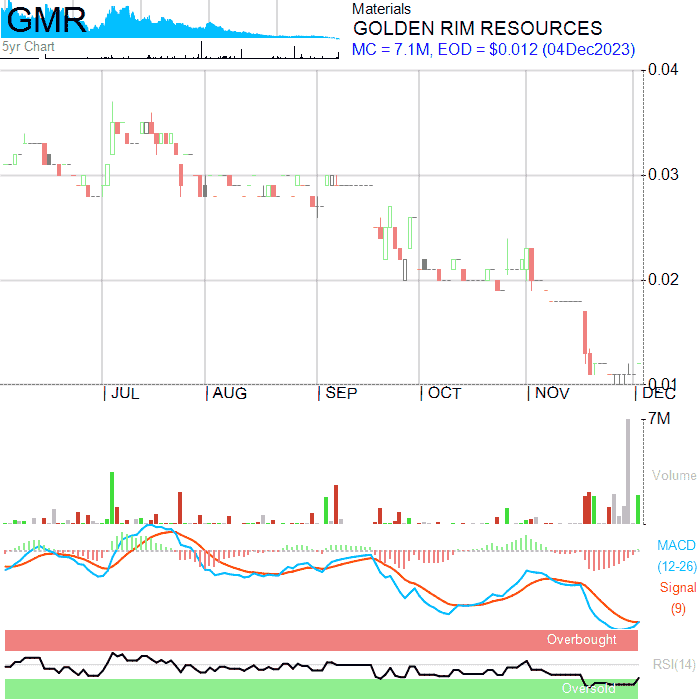 GMR
5yr Chart
Materials
GOLDEN RIM RESOURCES
MC = 7.1M, EOD = $0.012 (04Dec2023)
0.04
0.03
0.02
0.01
JUL AUG SEP OCT NOV DEC
7M
Volume
MACD
(12-26)
Signal
(9)
Overbought
RSI(14)
Oversold